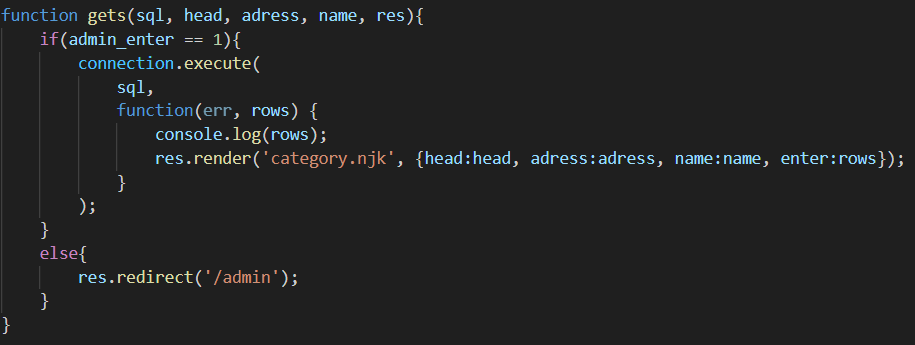 function gets(sql, head, adress, name, res){
    if(admin_enter == 1){
        connection.execute(
            sql,
            function(err, rows) {
                console.log(rows);
                res.render('category.njk', {head:head, adress:adress, name:name, enter:rows});
            }
        );
    }
    else{
        res.redirect('/admin');
    }
}